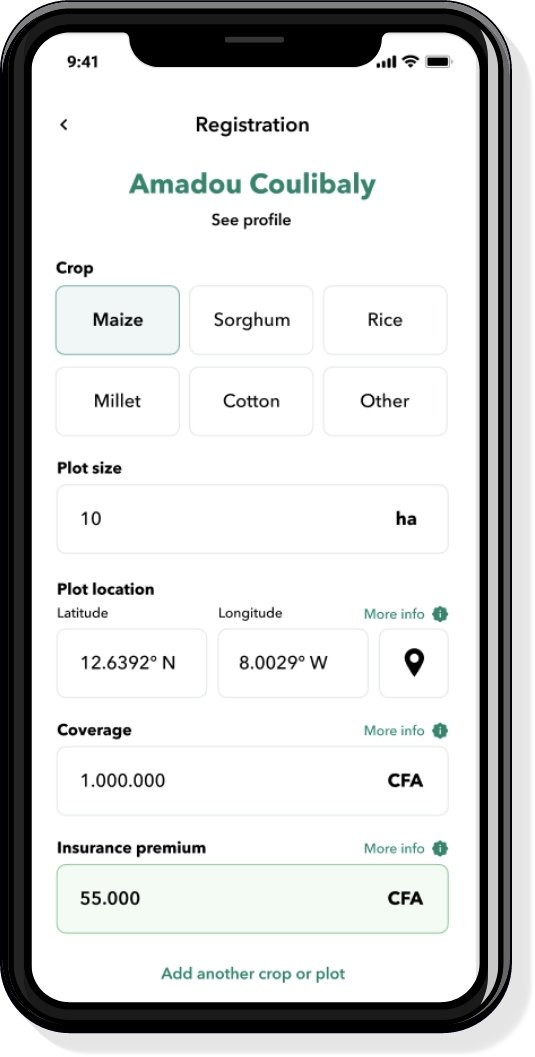 9:41
Registration
Amadou Coulibaly
See profile
Crop
Maize Sorghum Rice
Millet Cotton Other
Plot size
10 ha
Plot location
Latitude Longitude More info
12.6392° N 8.0029° W
Coverage More info
1.000.000 CFA
Insurance premium More info
55.000 CFA
Add another crop or plot